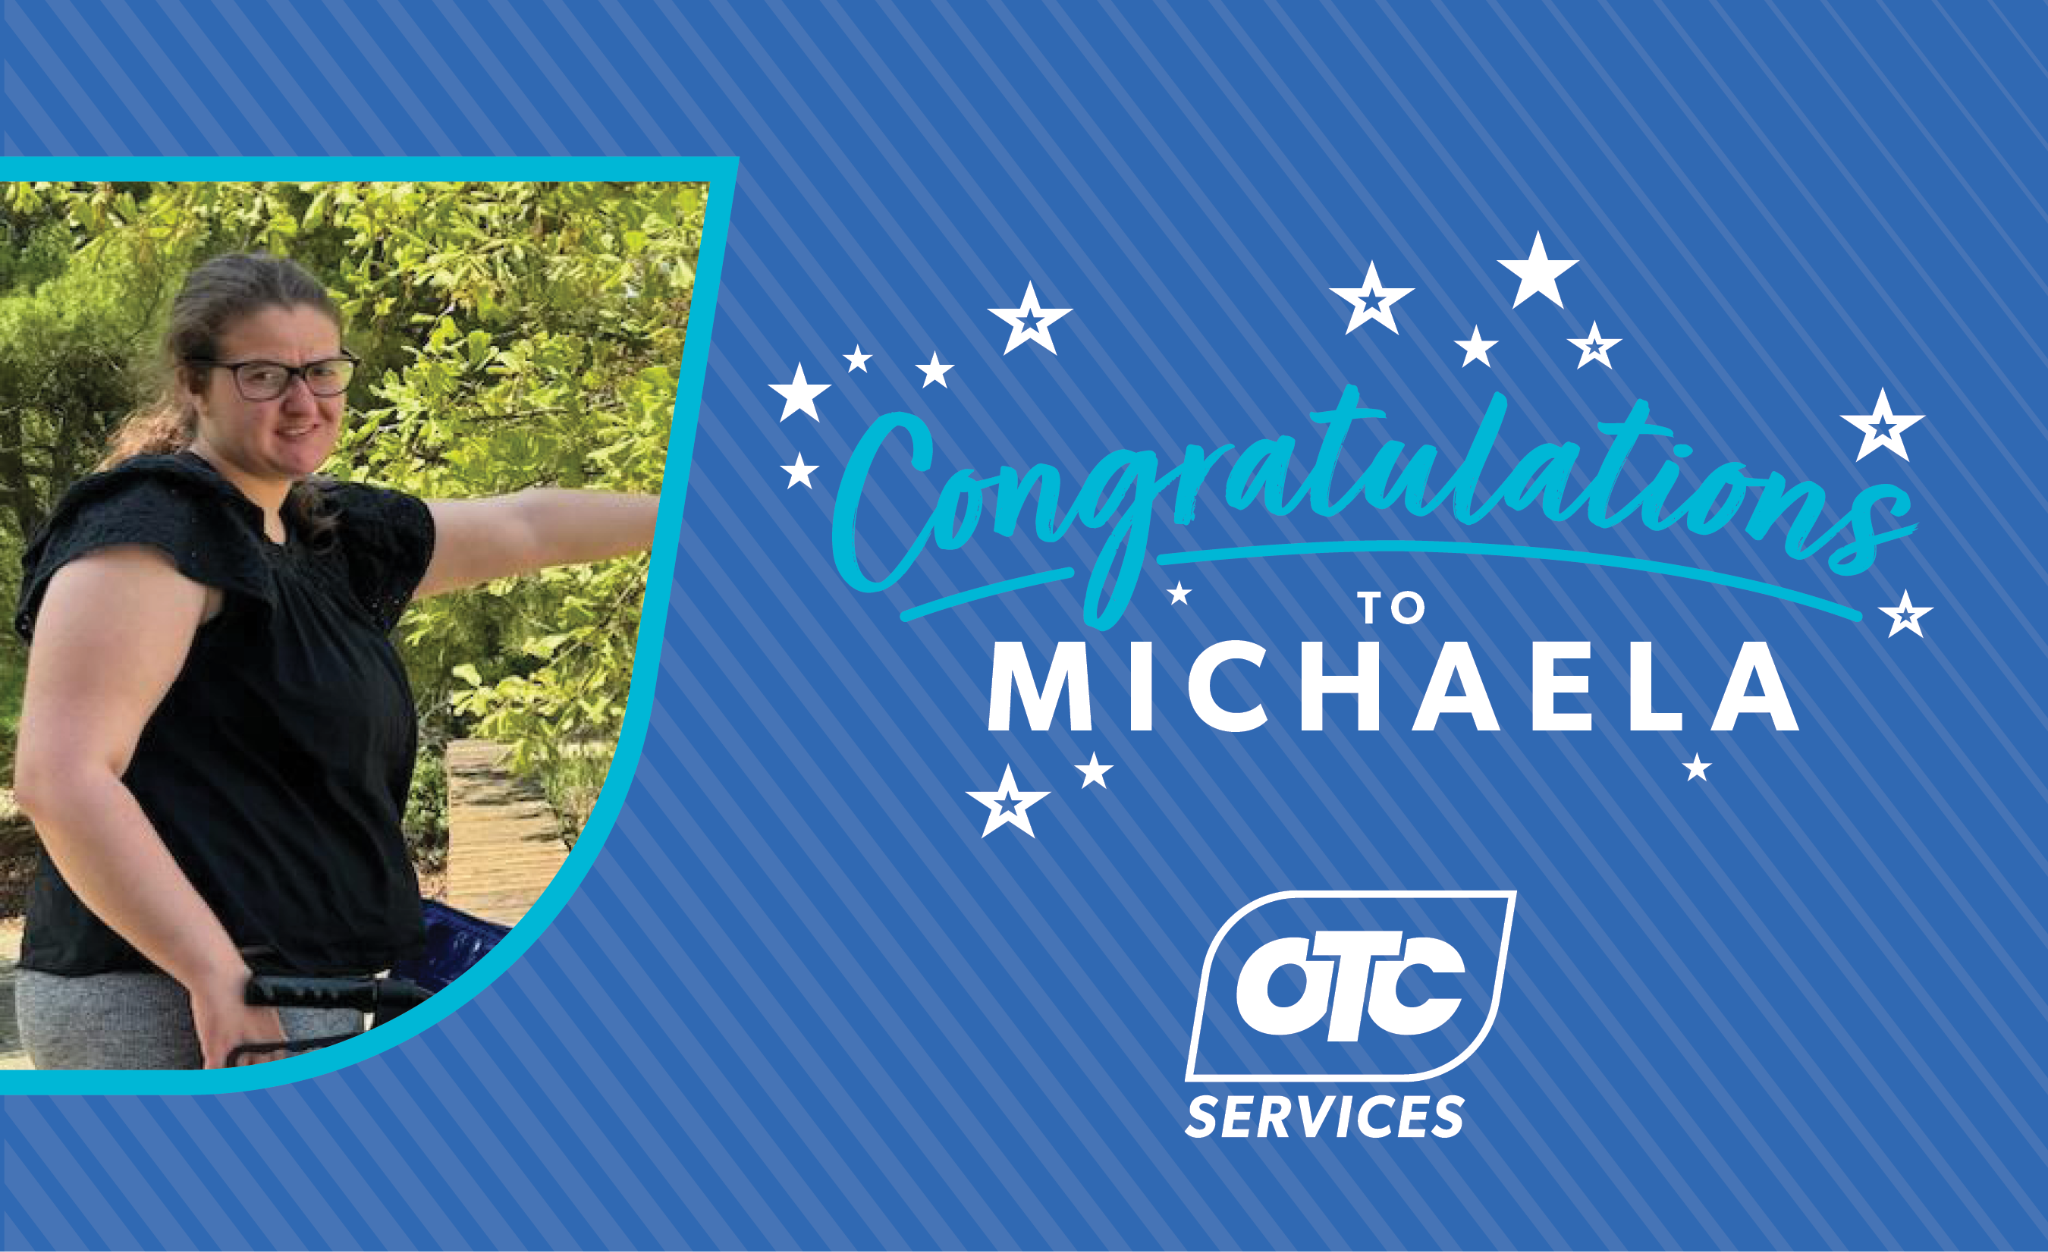 Congratulations
TO
MICHAELA
OTC
SERVICES